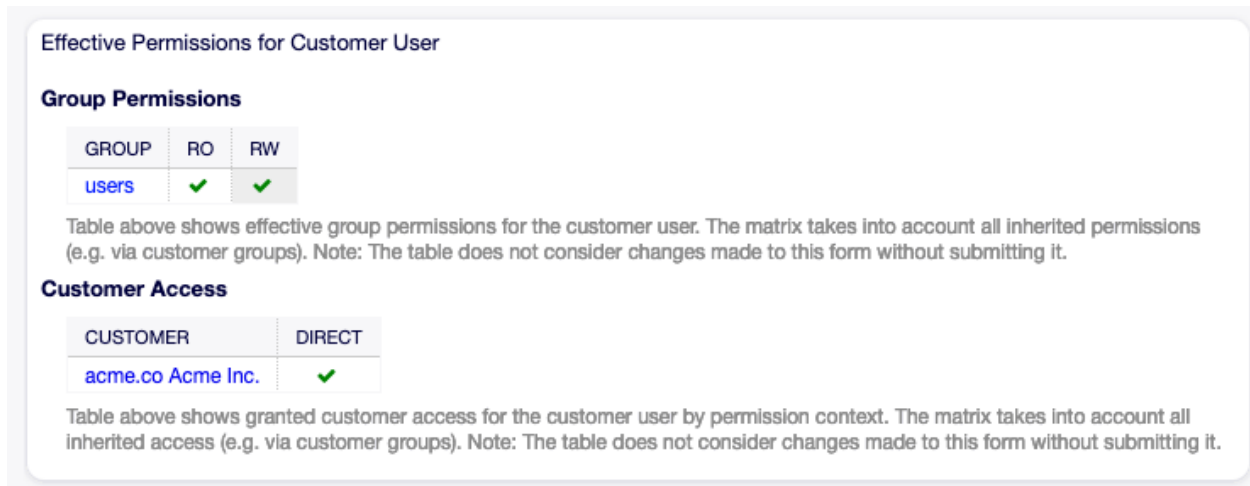 Effective Permissions for Customer User
Group Permissions
GROUP RO RW
users ✔ ✔
Table above shows effective group permissions for the customer user. The matrix takes into account all inherited permissions
(e.g. via customer groups). Note: The table does not consider changes made to this form without submitting it.
Customer Access
CUSTOMER DIRECT
acme.co Acme Inc. ✔
Table above shows granted customer access for the customer user by permission context. The matrix takes into account all
inherited access (e.g. via customer groups). Note: The table does not consider changes made to this form without submitting it.